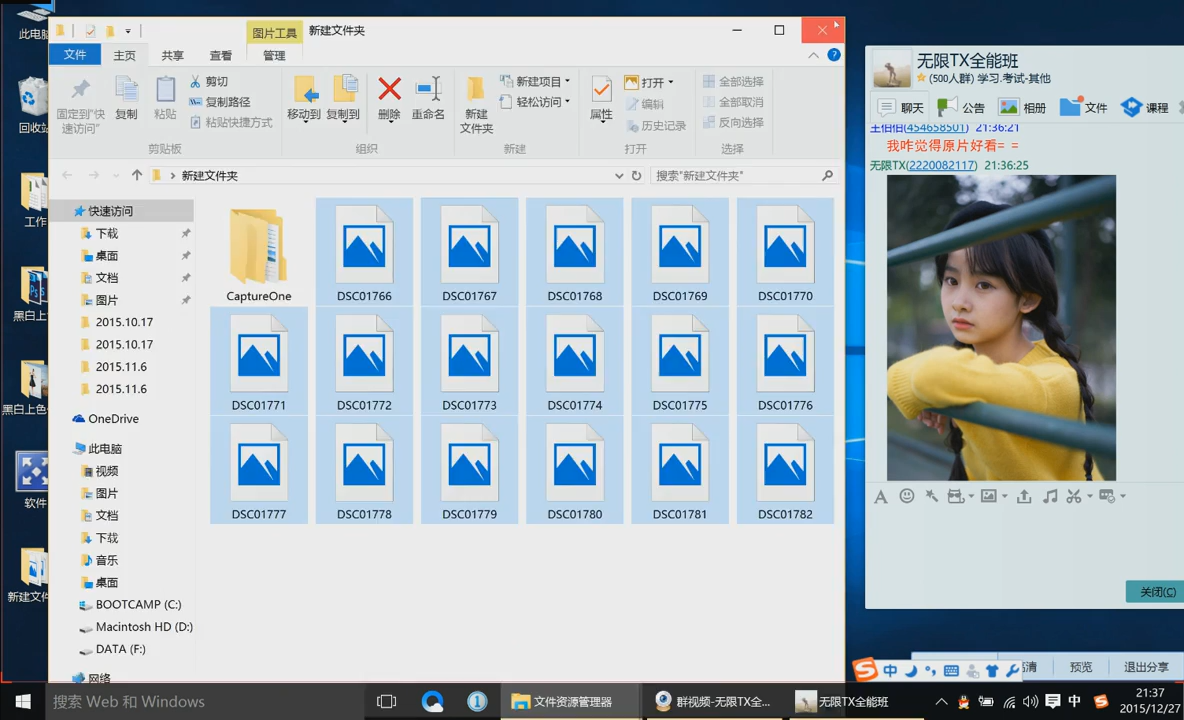 图片工具 新建文件夹
文件 主页 共享 查看 管理
固定到"快速访问"
复制
粘贴
剪切
复制路径
粘贴快捷方式
剪贴板
移动到 复制到 删除 重命名
组织
新建文件夹
新建项目
轻松访问
新建
属性
打开
编辑
历史记录
打开
全部选择
全部取消
反向选择
选择
新建文件夹
搜索"新建文件夹"
快速访问
下载
桌面
文档
图片
2015.10.17
2015.10.17
2015.11.6
2015.11.6
OneDrive
此电脑
视频
图片
文档
下载
音乐
桌面
BOOTCAMP (C:)
Macintosh HD (D:)
DATA (F:)
网络
CaptureOne DSC01766 DSC01767 DSC01768 DSC01769 DSC01770
DSC01771 DSC01772 DSC01773 DSC01774 DSC01775 DSC01776
DSC01777 DSC01778 DSC01779 DSC01780 DSC01781 DSC01782
此电脑
回收站
工作
黑白上
黑白上色
软件
新建文件
无限TX全能班
(500人群) 学习.考试-其他
聊天 公告 相册 文件 课程
王伯伯(454658501) 21:36:21
我咋觉得原片好看= =
无限TX(2220082117) 21:36:25
关闭(C)
中
清 预览 退出分享
搜索 Web 和 Windows
文件资源管理器
群视频-无限TX全...
无限TX全能班
中
21:37
2015/12/27